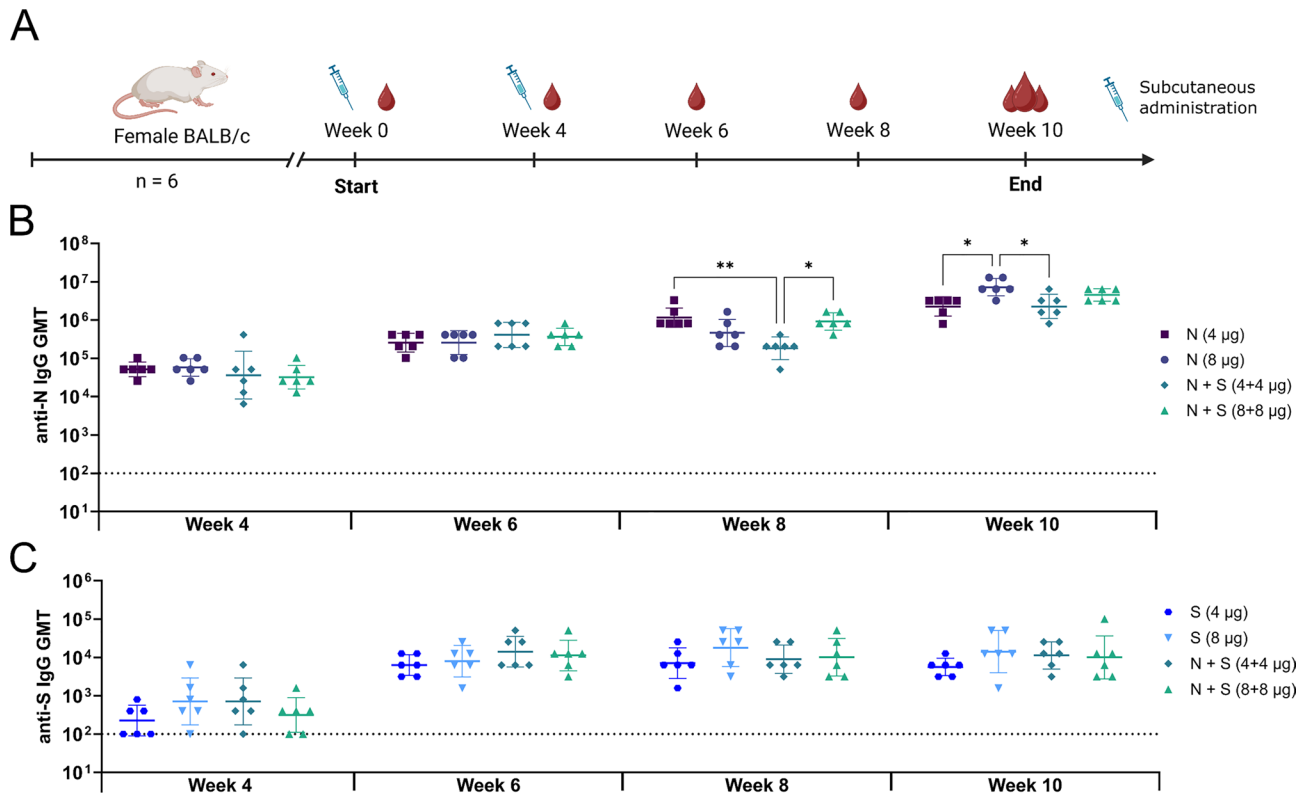 A
Subcutaneous
administration
Female BALB/c
Week 0
Week 4
Week 6
Week 8
Week 10
n = 6
Start
End
B
anti-N IgG GMT
10⁸
10⁷
10⁶
10⁵
10⁴
10³
10²
10¹
**
*
*
*
Week 4
Week 6
Week 8
Week 10
N (4 µg)
N (8 µg)
N + S (4+4 µg)
N + S (8+8 µg)
C
anti-S IgG GMT
10⁶
10⁵
10⁴
10³
10²
10¹
Week 4
Week 6
Week 8
Week 10
S (4 µg)
S (8 µg)
N + S (4+4 µg)
N + S (8+8 µg)